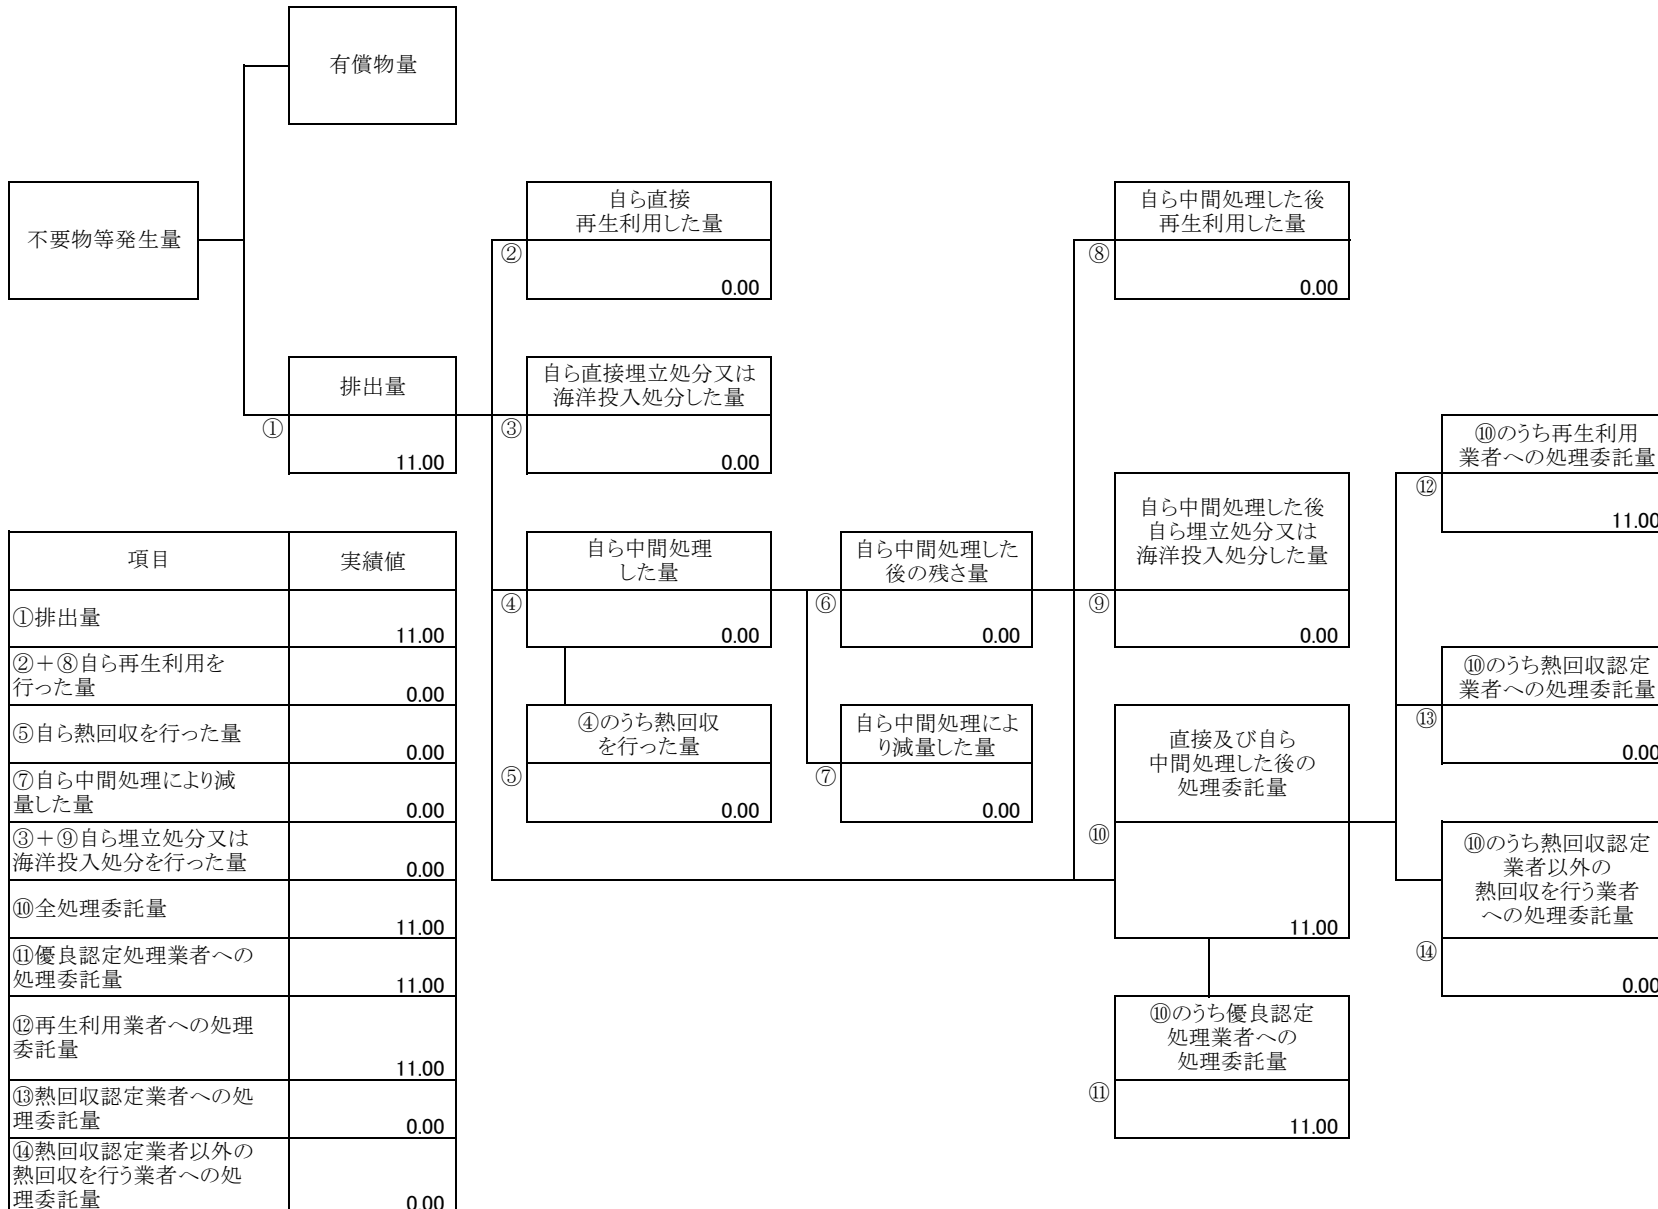 有償物量
不要物等発生量
自ら直接
再生利用した量
②
0.00
自ら中間処理した後
再生利用した量
⑧
0.00
排出量
①
11.00
自ら直接埋立処分又は
海洋投入処分した量
③
0.00
⑩のうち再生利用
業者への処理委託量
⑫
11.00
自ら中間処理
した量
④
0.00
自ら中間処理した
後の残さ量
⑥
0.00
自ら中間処理した後
自ら埋立処分又は
海洋投入処分した量
⑨
0.00
⑩のうち熱回収認定
業者への処理委託量
⑬
0.00
④のうち熱回収
を行った量
⑤
0.00
自ら中間処理によ
り減量した量
⑦
0.00
直接及び自ら
中間処理した後の
処理委託量
⑩
11.00
⑩のうち熱回収認定
業者以外の
熱回収を行う業者
への処理委託量
⑭
0.00
⑩のうち優良認定
処理業者への
処理委託量
⑪
11.00
項目 実績値
①排出量
11.00
②+⑧自ら再生利用を
行った量
0.00
⑤自ら熱回収を行った量
0.00
⑦自ら中間処理により減
量した量
0.00
③+⑨自ら埋立処分又は
海洋投入処分を行った量
0.00
⑩全処理委託量
11.00
⑪優良認定処理業者への
処理委託量
11.00
⑫再生利用業者への処理
委託量
11.00
⑬熱回収認定業者への処
理委託量
0.00
⑭熱回収認定業者以外の
熱回収を行う業者への処
理委託量
0.00